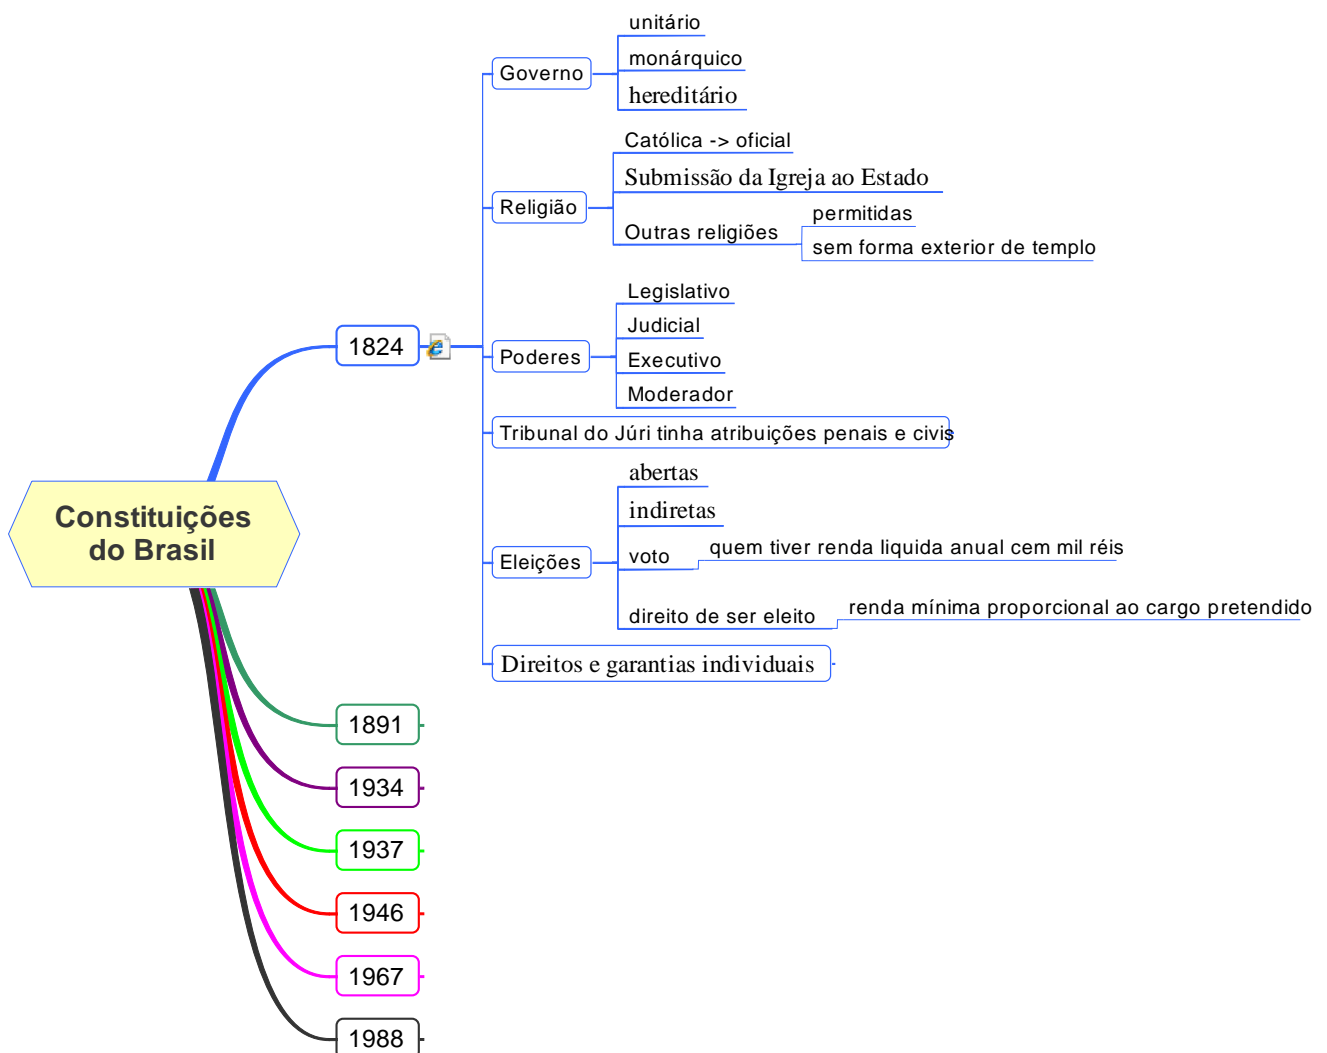 Constituições
do Brasil
1824
Governo
unitário
monárquico
hereditário
Religião
Católica -> oficial
Submissão da Igreja ao Estado
Outras religiões
permitidas
sem forma exterior de templo
Poderes
Legislativo
Judicial
Executivo
Moderador
Tribunal do Júri tinha atribuições penais e civis
Eleições
abertas
indiretas
voto
quem tiver renda liquida anual cem mil réis
direito de ser eleito
renda mínima proporcional ao cargo pretendido
Direitos e garantias individuais
1891
1934
1937
1946
1967
1988